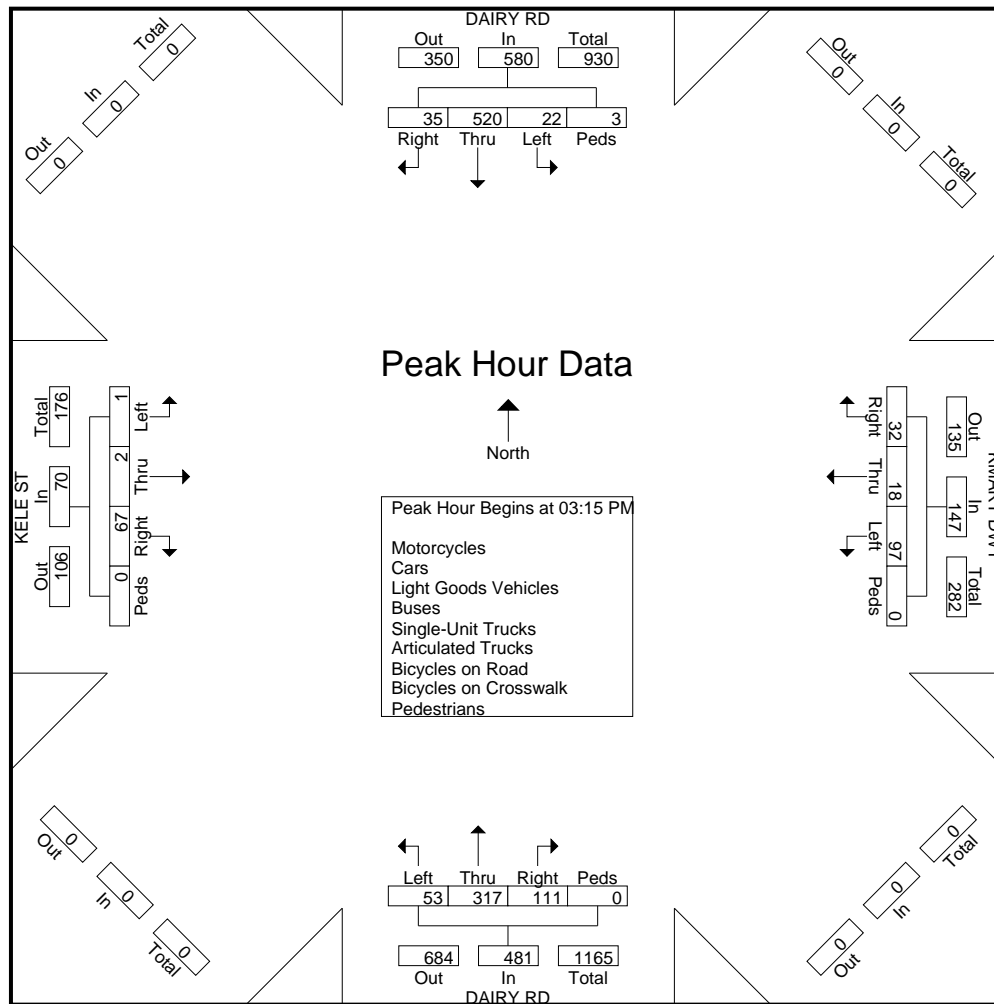 DAIRY RD
Out In Total
350 580 930
35 520 22 3
Right Thru Left Peds
Total
0
In
0
Out
0
Out
0
In
0
Total
0
Peak Hour Data
North
Peak Hour Begins at 03:15 PM
Motorcycles
Cars
Light Goods Vehicles
Buses
Single-Unit Trucks
Articulated Trucks
Bicycles on Road
Bicycles on Crosswalk
Pedestrians
KELE ST
Out In Total
106 70 176
1 2 67 0
Left Thru Right Peds
KMART DWY
Out In Total
135 147 282
32 18 97 0
Right Thru Left Peds
Out
0
In
0
Total
0
Total
0
In
0
Out
0
Left Thru Right Peds
53 317 111 0
684 481 1165
Out In Total
DAIRY RD